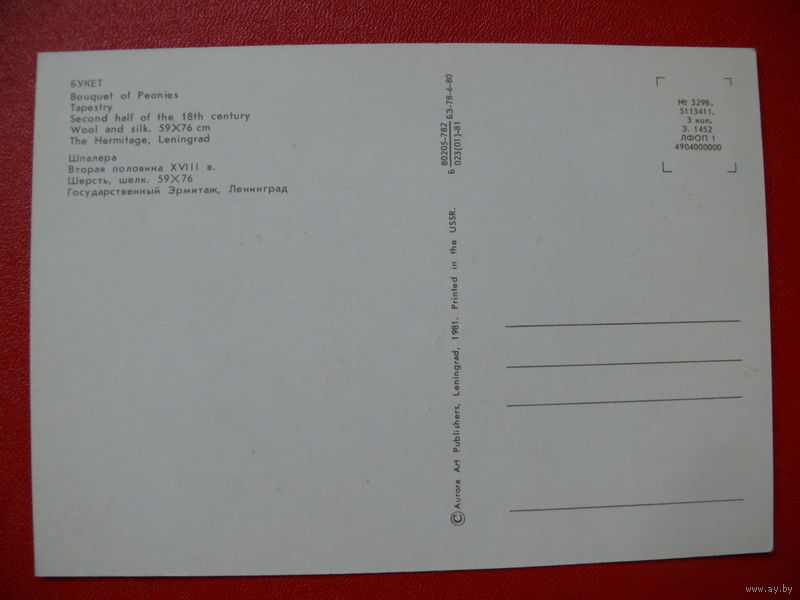 БУКЕТ
Bouquet of Peonies
Tapestry
Second half of the 18th century
Wool and silk. 59X76 cm
The Hermitage, Leningrad
Шпалера
Вторая половина XVIII в.
Шерсть, шелк. 59X76
Государственный Эрмитаж, Ленинград
Б 80205-782 Б3-78-6-80
023(01)-81
© Aurora Art Publishers, Leningrad, 1981. Printed in the USSR.
№ 3298.
5113411.
3 коп.
З. 1452
ЛФОП 1
4904000000
www.ay.by